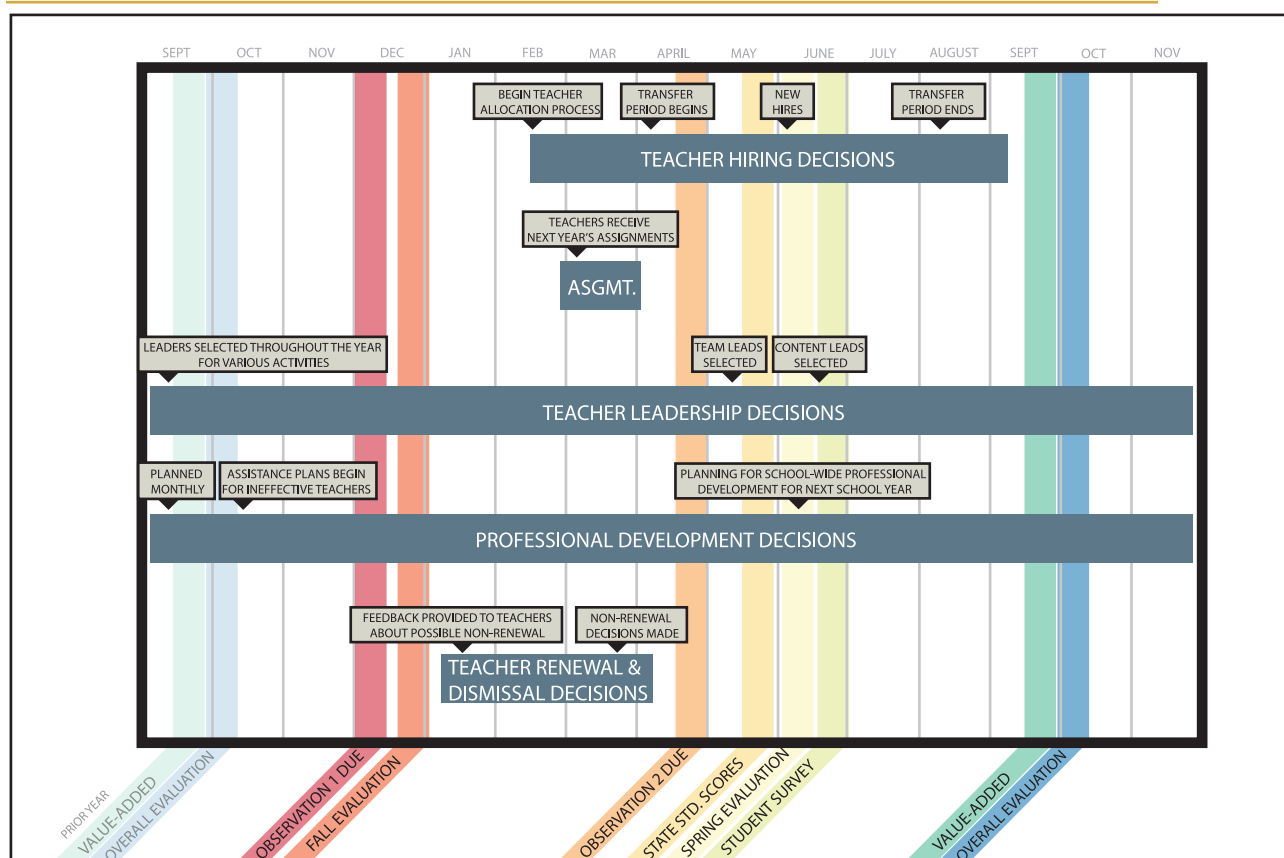 SEPT OCT NOV DEC JAN FEB MAR APRIL MAY JUNE JULY AUGUST SEPT OCT NOV
BEGIN TEACHER
ALLOCATION PROCESS
TRANSFER
PERIOD BEGINS
NEW
HIRES
TRANSFER
PERIOD ENDS
TEACHER HIRING DECISIONS
TEACHERS RECEIVE
NEXT YEAR'S ASSIGNMENTS
ASGMT.
LEADERS SELECTED THROUGHOUT THE YEAR
FOR VARIOUS ACTIVITIES
TEAM LEADS
SELECTED
CONTENT LEADS
SELECTED
TEACHER LEADERSHIP DECISIONS
PLANNED
MONTHLY
ASSISTANCE PLANS BEGIN
FOR INEFFECTIVE TEACHERS
PLANNING FOR SCHOOL-WIDE PROFESSIONAL
DEVELOPMENT FOR NEXT SCHOOL YEAR
PROFESSIONAL DEVELOPMENT DECISIONS
FEEDBACK PROVIDED TO TEACHERS
ABOUT POSSIBLE NON-RENEWAL
NON-RENEWAL
DECISIONS MADE
TEACHER RENEWAL &
DISMISSAL DECISIONS
PRIOR YEAR
VALUE-ADDED
OVERALL EVALUATION
OBSERVATION 1 DUE
FALL EVALUATION
OBSERVATION 2 DUE
STATE STD. SCORES
SPRING EVALUATION
STUDENT SURVEY
VALUE-ADDED
OVERALL EVALUATION